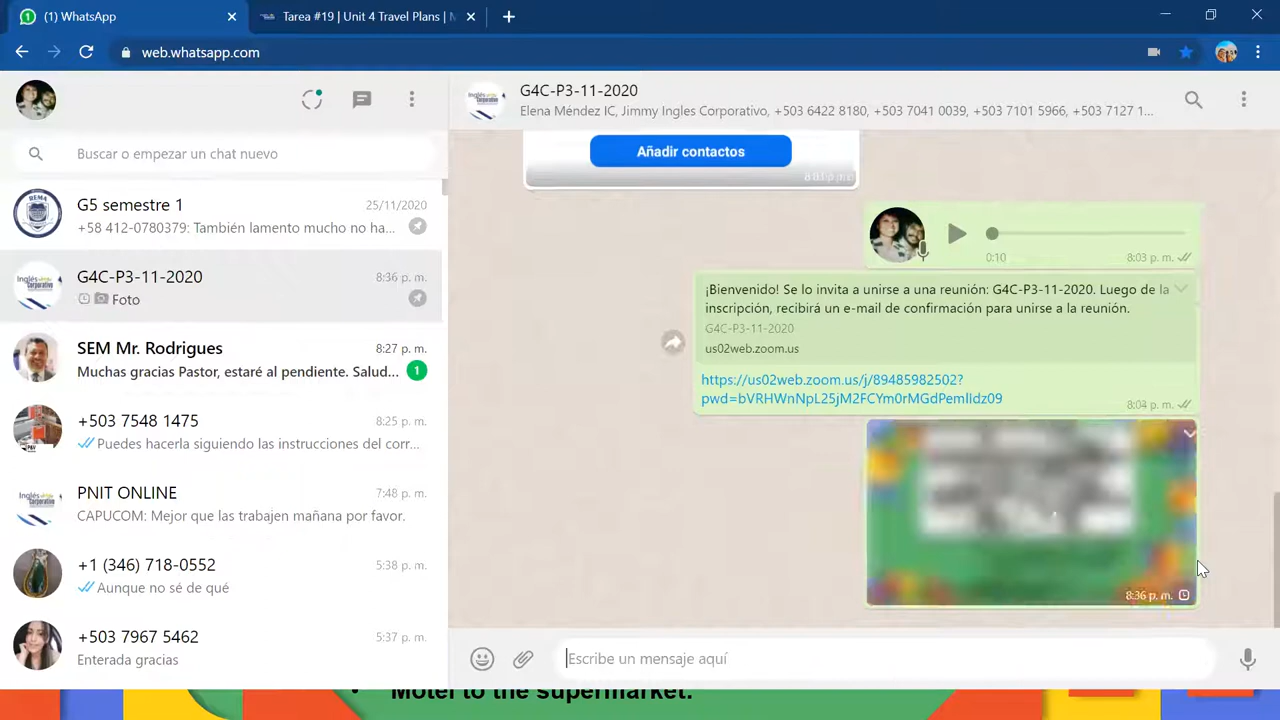 (1) WhatsApp
Tarea #19 | Unit 4 Travel Plans |
web.whatsapp.com
G4C-P3-11-2020
Elena Méndez IC, Jimmy Ingles Corporativo, +503 6422 8180, +503 7041 0039, +503 7101 5966, +503 7127 1...
Buscar o empezar un chat nuevo
G5 semestre 1
25/11/2020
+58 412-0780379: También lamento mucho no ha...
G4C-P3-11-2020
8:36 p. m.
Foto
SEM Mr. Rodrigues
8:27 p. m.
Muchas gracias Pastor, estaré al pendiente. Salud...
1
+503 7548 1475
8:25 p. m.
Puedes hacerla siguiendo las instrucciones del corr...
PNIT ONLINE
7:48 p. m.
CAPUCOM: Mejor que las trabajen mañana por favor.
+1 (346) 718-0552
5:38 p. m.
Aunque no sé de qué
+503 7967 5462
5:37 p. m.
Enterada gracias
Añadir contactos
0:10
8:03 p. m.
¡Bienvenido! Se lo invita a unirse a una reunión: G4C-P3-11-2020. Luego de la
inscripción, recibirá un e-mail de confirmación para unirse a la reunión.
G4C-P3-11-2020
us02web.zoom.us
https://us02web.zoom.us/j/89485982502?
pwd=bVRHWnNpL25jM2FCYm0rMGdPemlIdz09
8:04 p. m.
8:36 p. m.
Escribe un mensaje aquí
Motel to the supermarket.